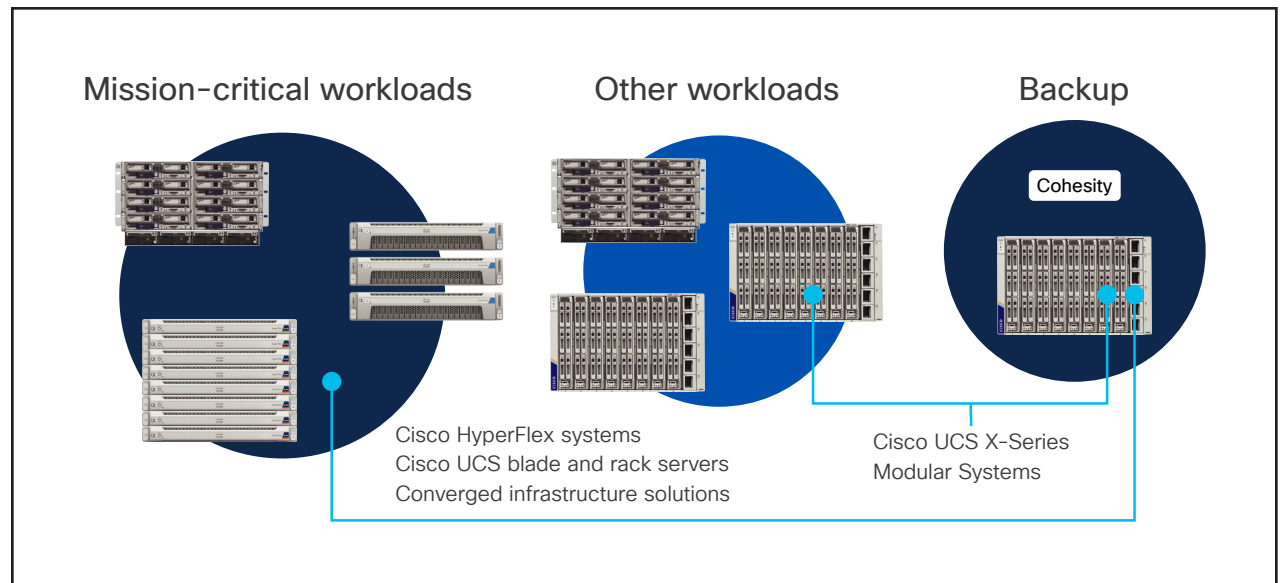 Mission-critical workloads
Other workloads
Backup
Cohesity
Cisco HyperFlex systems
Cisco UCS blade and rack servers
Converged infrastructure solutions
Cisco UCS X-Series
Modular Systems